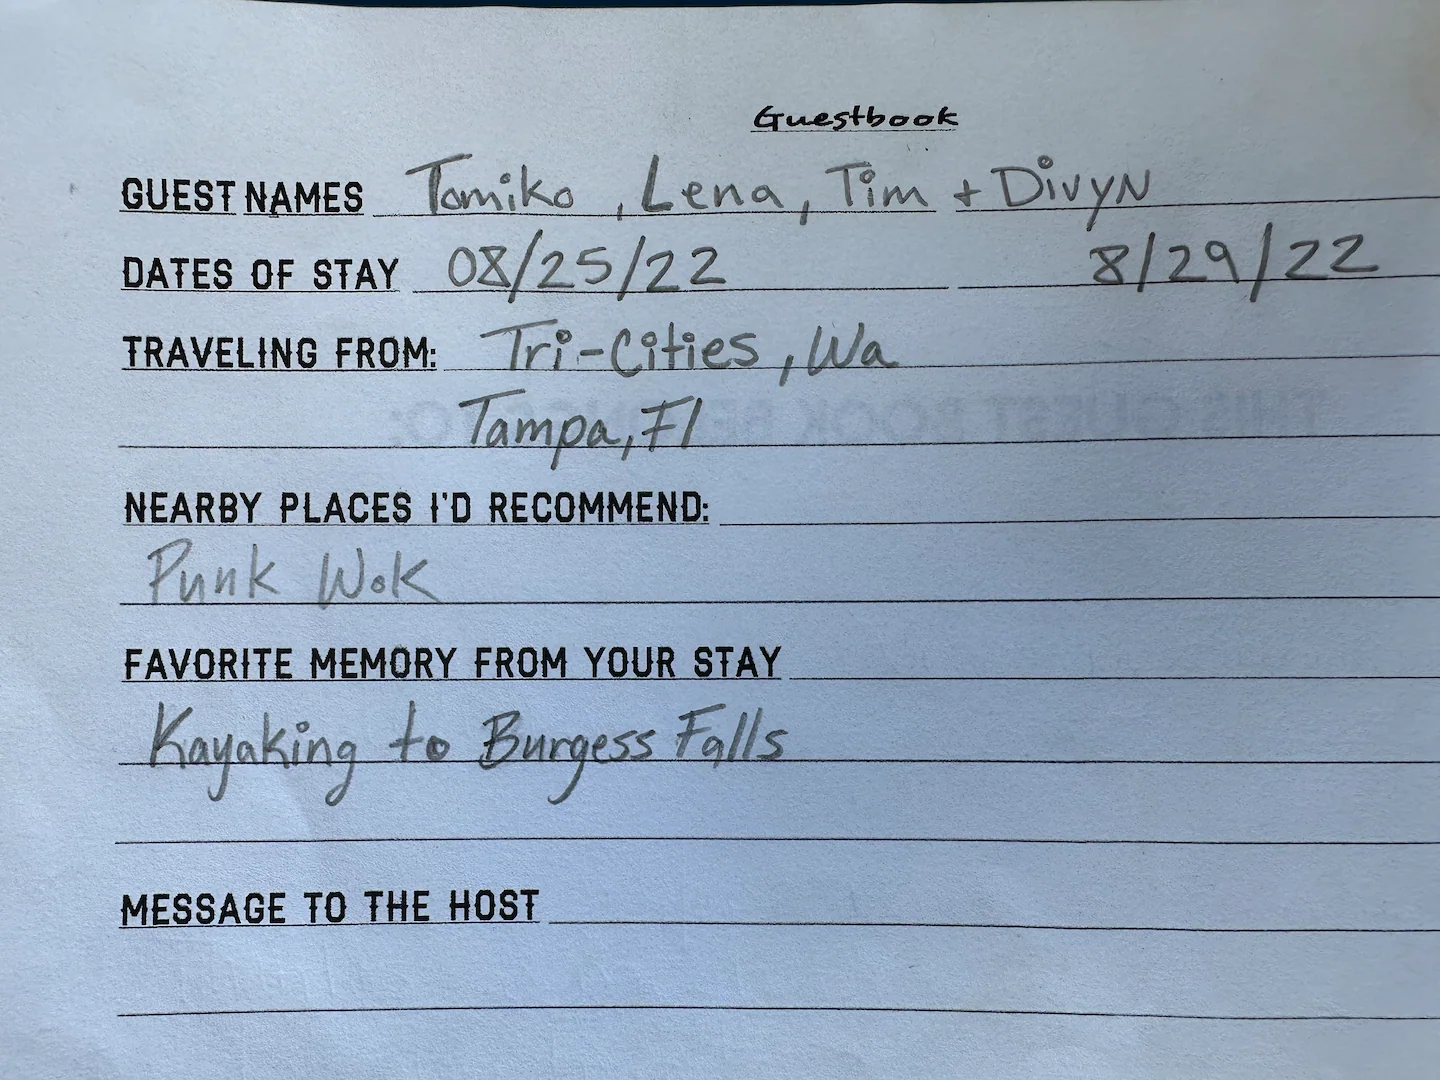 Guestbook
GUEST NAMES Tomiko, Lena, Tim + Divyn
DATES OF STAY 08/25/22 8/29/22
TRAVELING FROM: Tri-Cities, Wa
Tampa, Fl
NEARBY PLACES I'D RECOMMEND:
Punk Wok
FAVORITE MEMORY FROM YOUR STAY
Kayaking to Burgess Falls
MESSAGE TO THE HOST